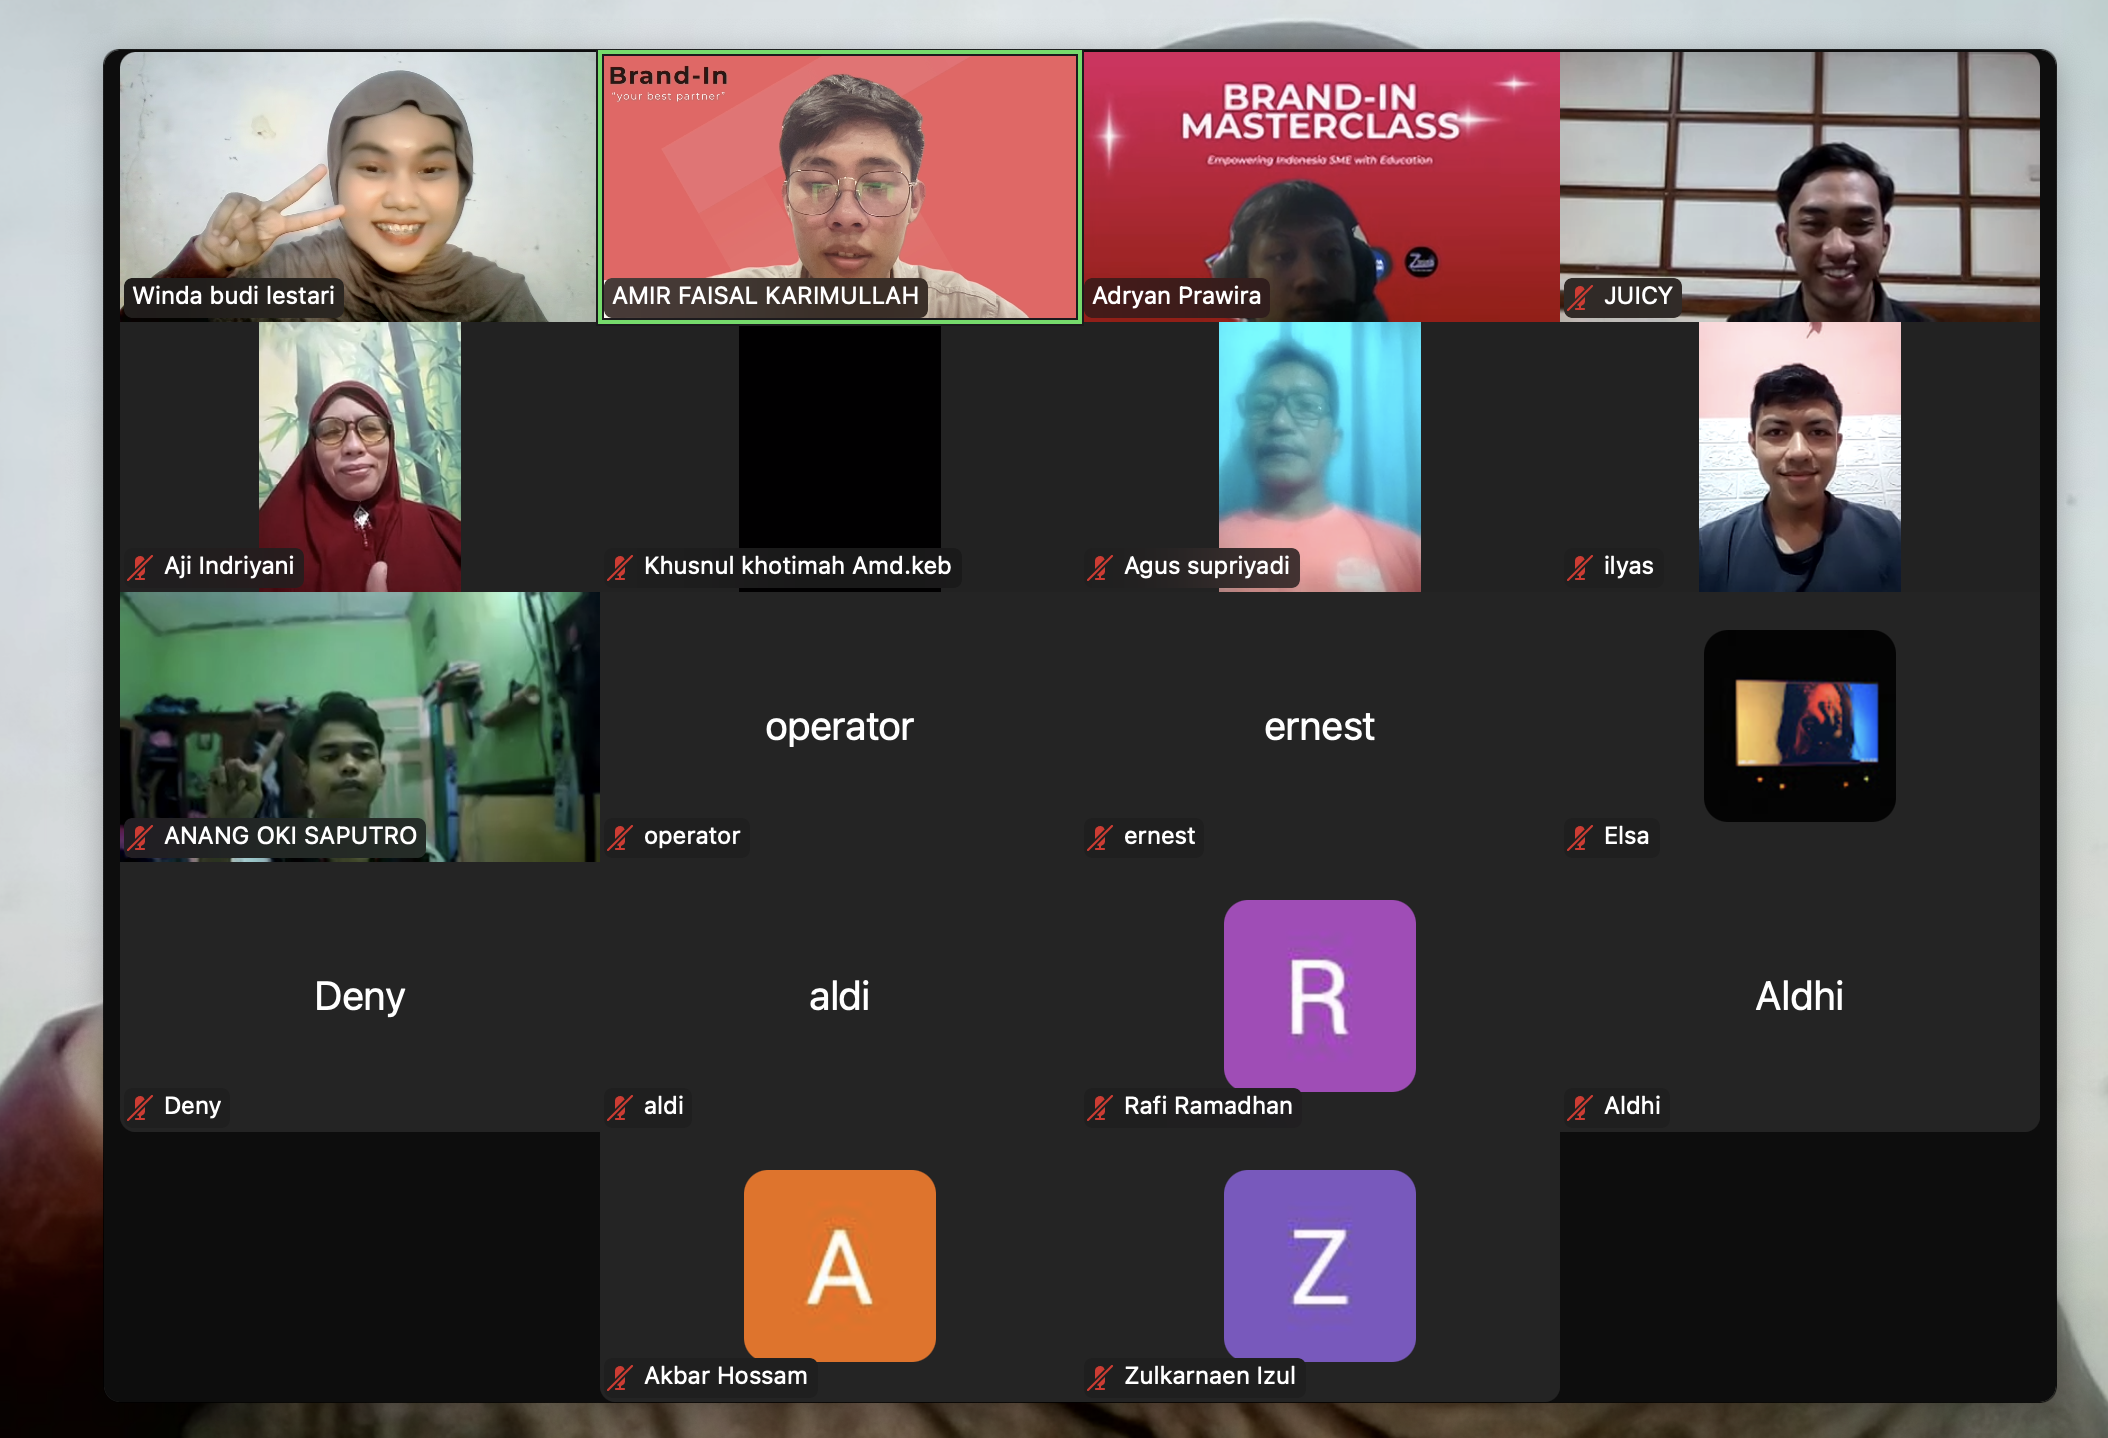 Brand-In
"your best partner"
BRAND-IN
MASTERCLASS
Empowering Indonesia SME with Education
Winda budi lestari
AMIR FAISAL KARIMULLAH
Adryan Prawira
JUICY
Aji Indriyani
Khusnul khotimah Amd.keb
Agus supriyadi
ilyas
operator
ernest
ANANG OKI SAPUTRO
operator
ernest
Elsa
Deny
aldi
R
Aldhi
Deny
aldi
Rafi Ramadhan
Aldhi
A
Z
Akbar Hossam
Zulkarnaen Izul